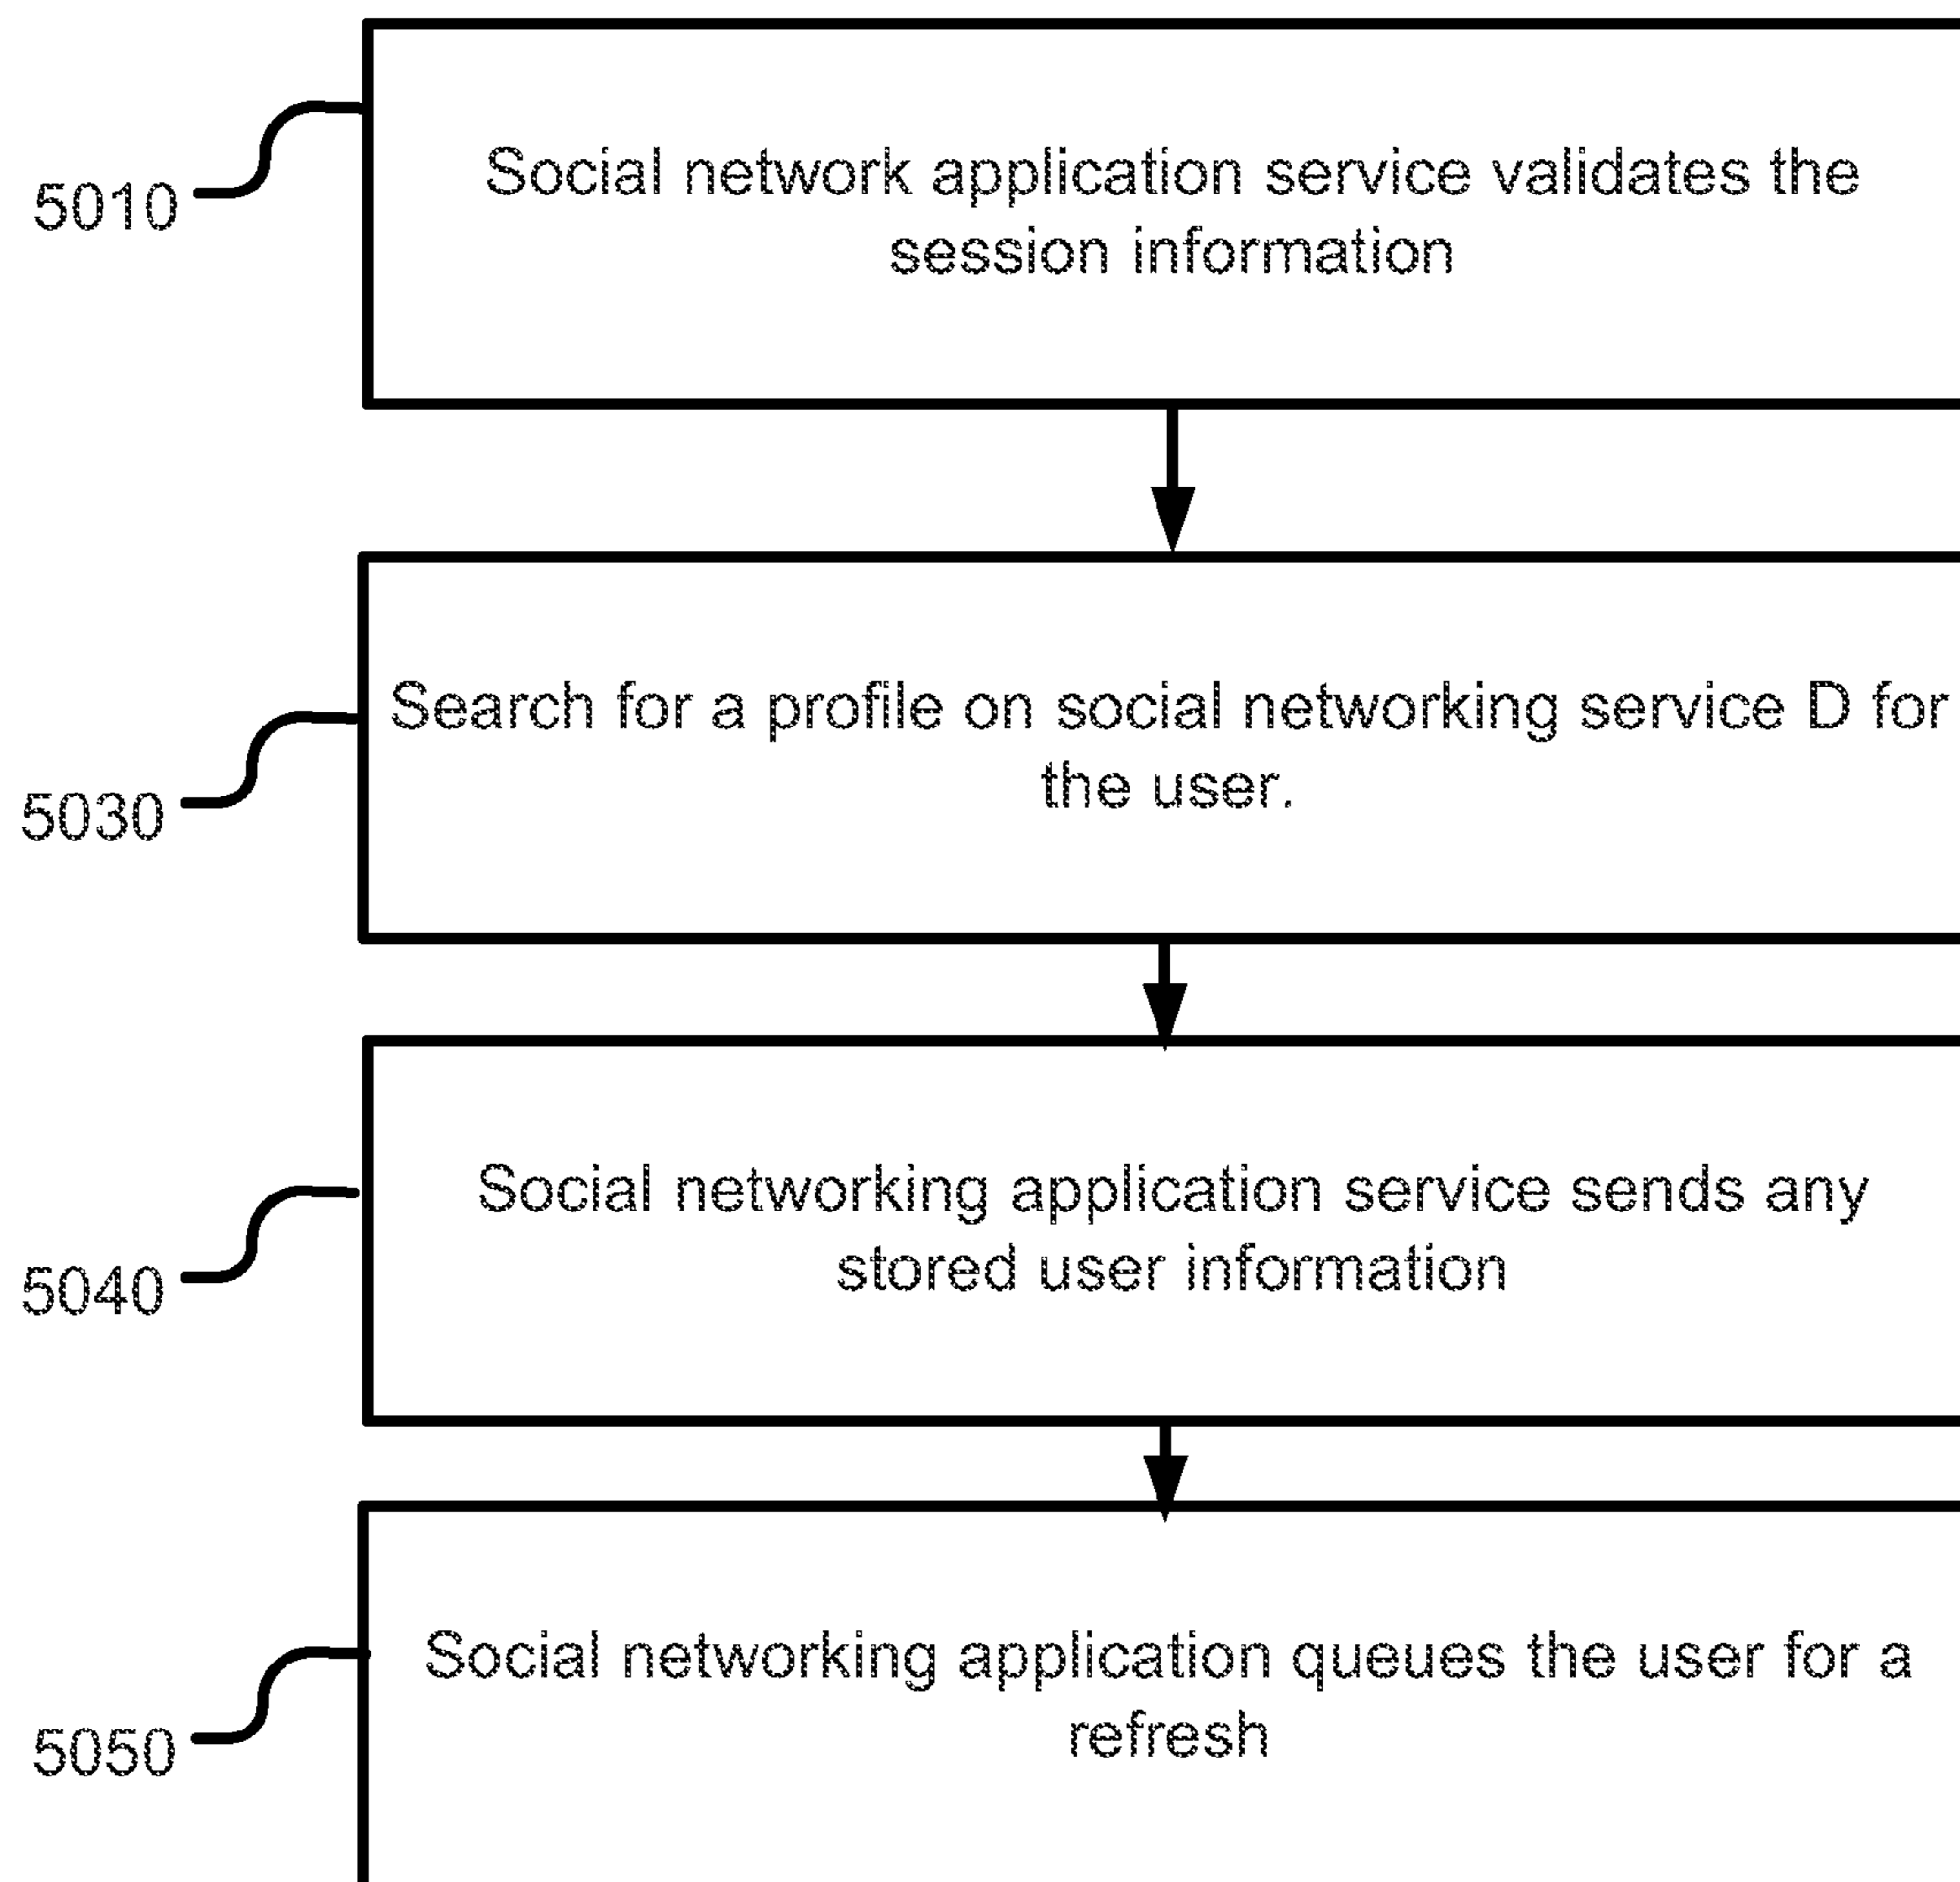 5010
Social network application service validates the
session information
5030
Search for a profile on social networking service D for
the user.
5040
Social networking application service sends any
stored user information
5050
Social networking application queues the user for a
refresh